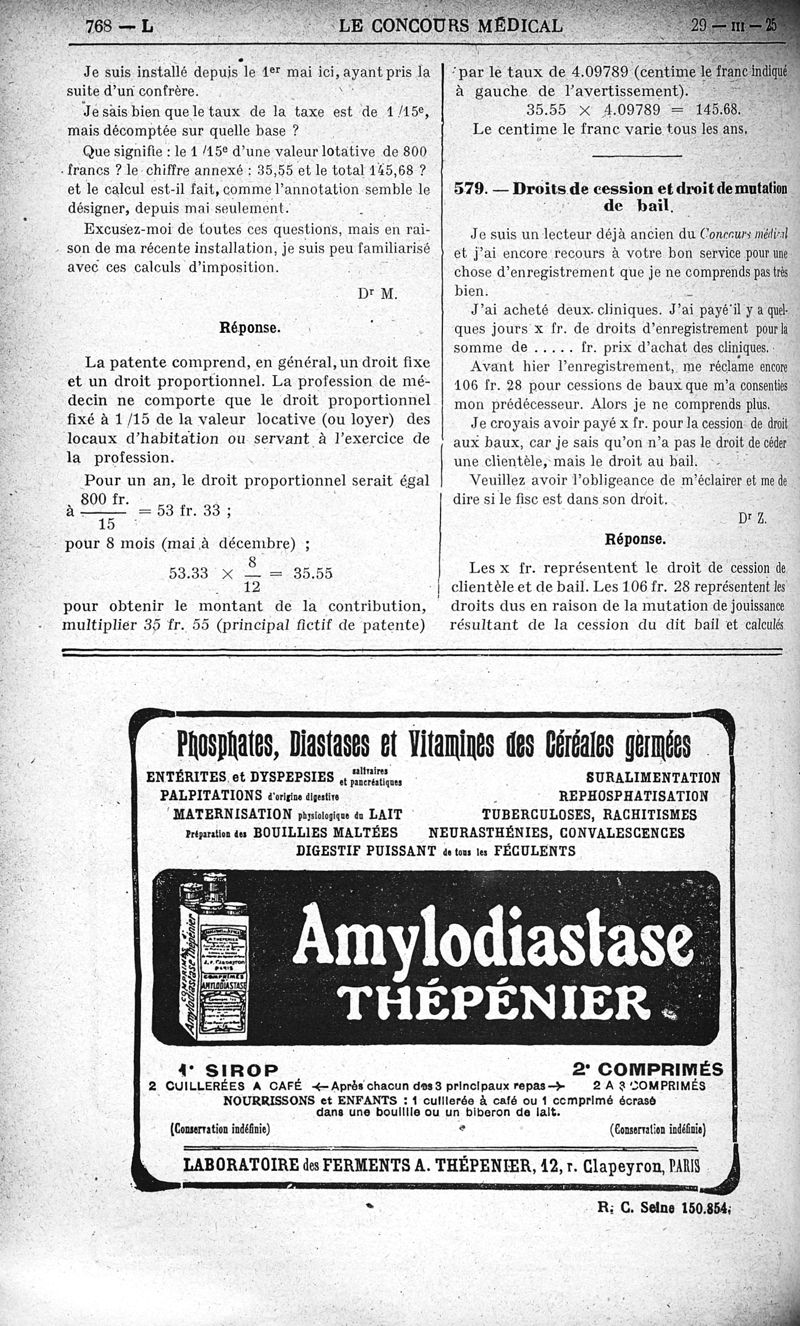 768 — L
LE CONCOURS MÉDICAL
29 — III — 25
Je suis installé depuis le 1er mai ici, ayant pris la
suite d'un confrère.
Je sais bien que le taux de la taxe est de 1/15e,
mais décomptée sur quelle base ?
Que signifie : le 1/15e d'une valeur lotative de 800
francs ? le chiffre annexé : 35,55 et le total 145,68 ?
et le calcul est-il fait, comme l'annotation semble le
désigner, depuis mai seulement.
Excusez-moi de toutes ces questions, mais en rai-
son de ma récente installation, je suis peu familiarisé
avec ces calculs d'imposition.
Dr M.
Réponse.
La patente comprend, en général, un droit fixe
et un droit proportionnel. La profession de mé-
decin ne comporte que le droit proportionnel
fixé à 1/15 de la valeur locative (ou loyer) des
locaux d'habitation ou servant à l'exercice de
la profession.
Pour un an, le droit proportionnel serait égal
à 800 fr. / 15 = 53 fr. 33 ;
pour 8 mois (mai à décembre) ;
53.33 × 8 / 12 = 35.55
pour obtenir le montant de la contribution,
multiplier 35 fr. 55 (principal fictif de patente)
par le taux de 4.09789 (centime le franc indiqué
à gauche de l'avertissement).
35.55 × 4.09789 = 145.68.
Le centime le franc varie tous les ans.
579. — Droits de cession et droit de mutation
de bail.
Je suis un lecteur déjà ancien du Concours médical
et j'ai encore recours à votre bon service pour une
chose d'enregistrement que je ne comprends pas très
bien.
J'ai acheté deux cliniques. J'ai payé il y a quel-
ques jours x fr. de droits d'enregistrement pour la
somme de ..... fr. prix d'achat des cliniques.
Avant hier l'enregistrement, me réclame encore
106 fr. 28 pour cessions de baux que m'a consenties
mon prédécesseur. Alors je ne comprends plus.
Je croyais avoir payé x fr. pour la cession de droit
aux baux, car je sais qu'on n'a pas le droit de céder
une clientèle, mais le droit au bail.
Veuillez avoir l'obligeance de m'éclairer et me de
dire si le fisc est dans son droit.
Dr Z.
Réponse.
Les x fr. représentent le droit de cession de
clientèle et de bail. Les 106 fr. 28 représentent les
droits dus en raison de la mutation de jouissance
résultant de la cession du dit bail et calculés
Phosphates, Diastases et Vitamines des Céréales germées
ENTÉRITES et DYSPEPSIES salivaires et pancréatiques
SURALIMENTATION
PALPITATIONS d'origine digestive
REPHOSPHATISATION
MATERNISATION physiologique du LAIT
TUBERCULOSES, RACHITISMES
Préparation des BOUILLIES MALTÉES
NEURASTHÉNIES, CONVALESCENCES
DIGESTIF PUISSANT de tous les FÉCULENTS
COMPRIMÉS d'
Amylodiastase Thépénier
PARIS
COMPRIMÉS
AMYLODIASTASE
Amylodiastase
THÉPÉNIER
1° SIROP
2° COMPRIMÉS
2 CUILLERÉES A CAFÉ ←Après chacun des 3 principaux repas→ 2 A 3 COMPRIMÉS
NOURRISSONS et ENFANTS : 1 cuillerée à café ou 1 comprimé écrasé
dans une bouillie ou un biberon de lait.
(Conservation indéfinie)
(Conservation indéfinie)
LABORATOIRE des FERMENTS A. THÉPENIER, 12, r. Clapeyron, PARIS
R. C. Seine 150.854.